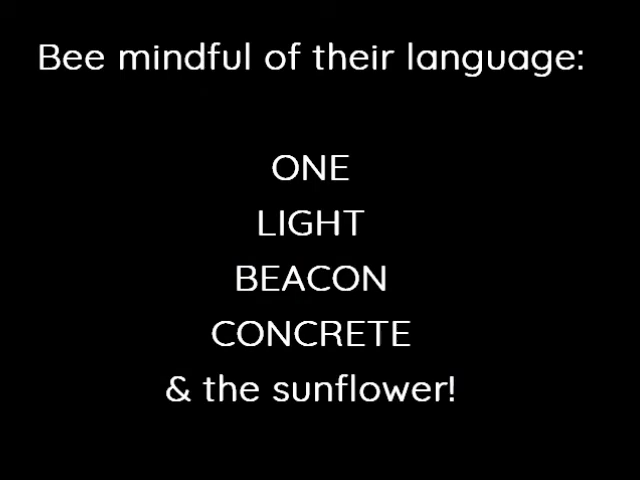 Bee mindful of their language:
ONE
LIGHT
BEACON
CONCRETE
& the sunflower!